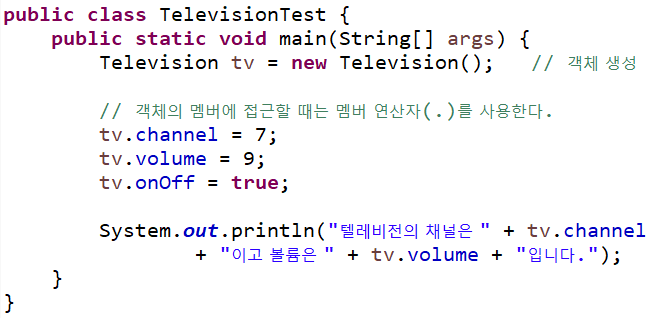 public class TelevisionTest {
    public static void main(String[] args) {
        Television tv = new Television();   // 객체 생성
        // 객체의 멤버에 접근할 때는 멤버 연산자(.)를 사용한다.
        tv.channel = 7;
        tv.volume = 9;
        tv.onOff = true;
        System.out.println("텔레비전의 채널은 " + tv.channel
                + "이고 볼륨은 " + tv.volume + "입니다.");
    }
}